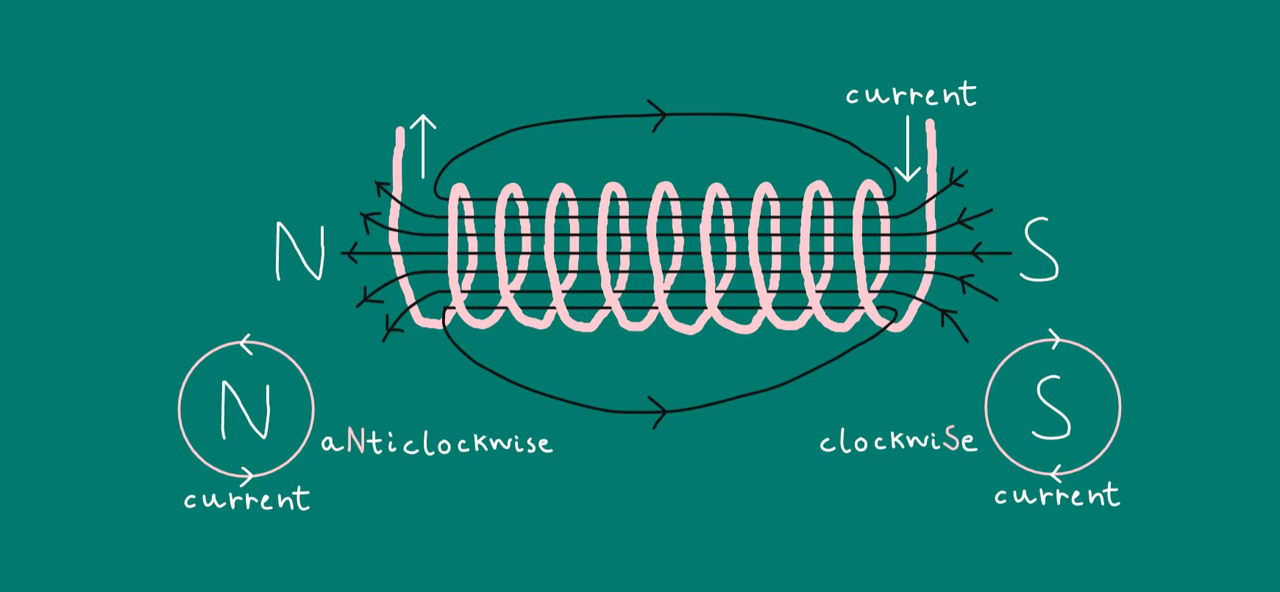 current
N
S
N
aNticlockwise
current
clockwiSe
S
current